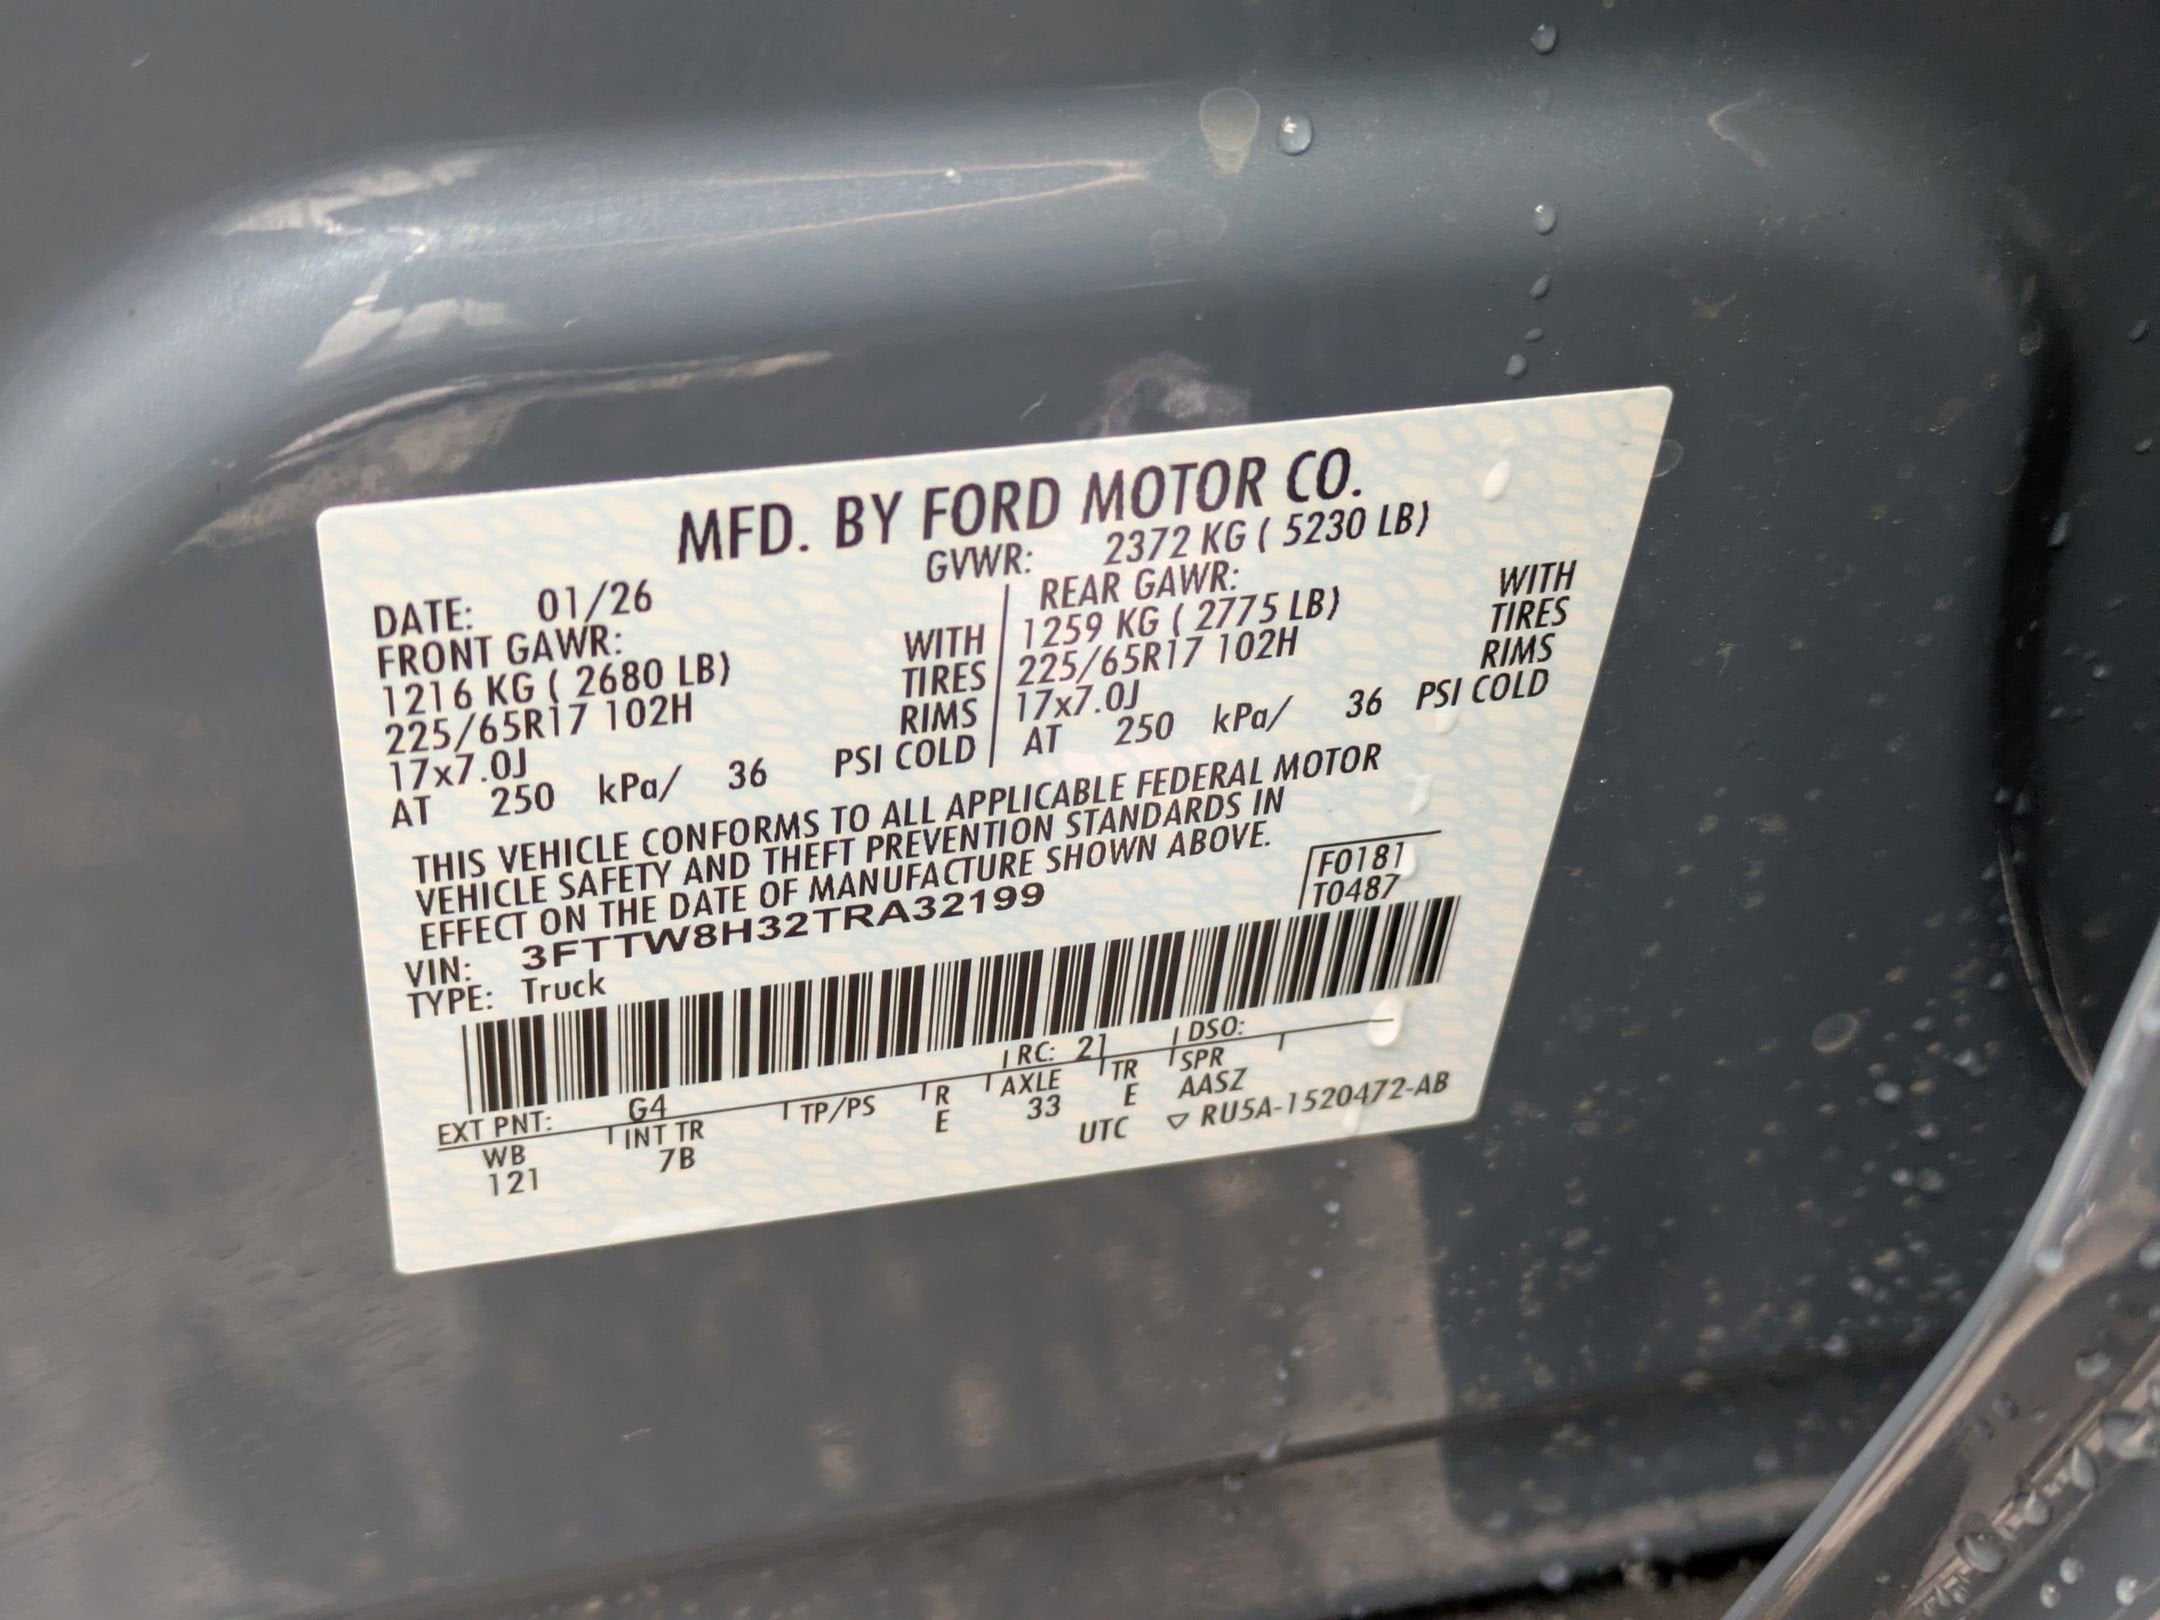 MFD. BY FORD MOTOR CO.
DATE: 01/26 GVWR: 2372 KG ( 5230 LB)
FRONT GAWR: REAR GAWR:
1216 KG ( 2680 LB) WITH 1259 KG ( 2775 LB) WITH
225/65R17 102H TIRES 225/65R17 102H TIRES
17x7.0J RIMS 17x7.0J RIMS
AT 250 kPa/ 36 PSI COLD AT 250 kPa/ 36 PSI COLD
THIS VEHICLE CONFORMS TO ALL APPLICABLE FEDERAL MOTOR
VEHICLE SAFETY AND THEFT PREVENTION STANDARDS IN
EFFECT ON THE DATE OF MANUFACTURE SHOWN ABOVE.
F0181
T0487
VIN: 3FTTW8H32TRA32199
TYPE: Truck
EXT PNT: G4 RC: 21 DSO:
WB INT TR TP/PS R AXLE TR SPR
121 7B E 33 E AASZ
UTC ▽ RU5A-1520472-AB